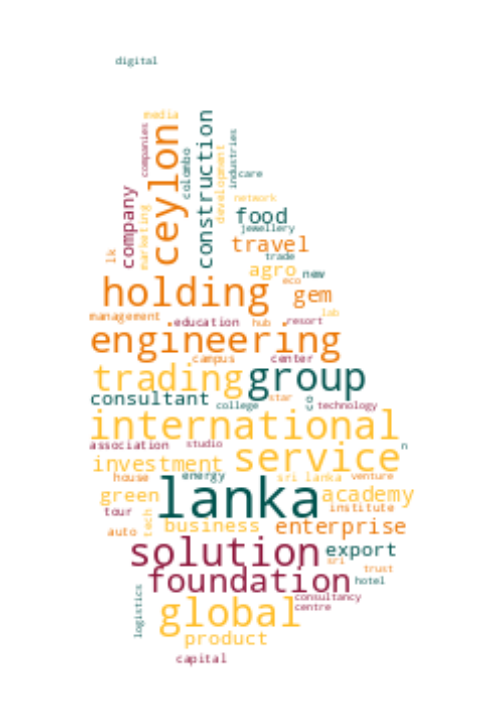 digital
media
companies
ceylon
colombo
construction
development
industries
care
network
company
marketing
lk
food
jewellery
travel
trade
agro
new
eco
holding
gem
lab
management
education
hub
resort
engineering
campus
center
trading
group
consultant
college
star
technology
international
association
studio
n
investment
service
house
energy
sri lanka
venture
green
lanka
academy
tour
tech
institute
auto
business
enterprise
solution
export
sri
trust
foundation
hotel
logistics
global
consultancy
centre
product
capital